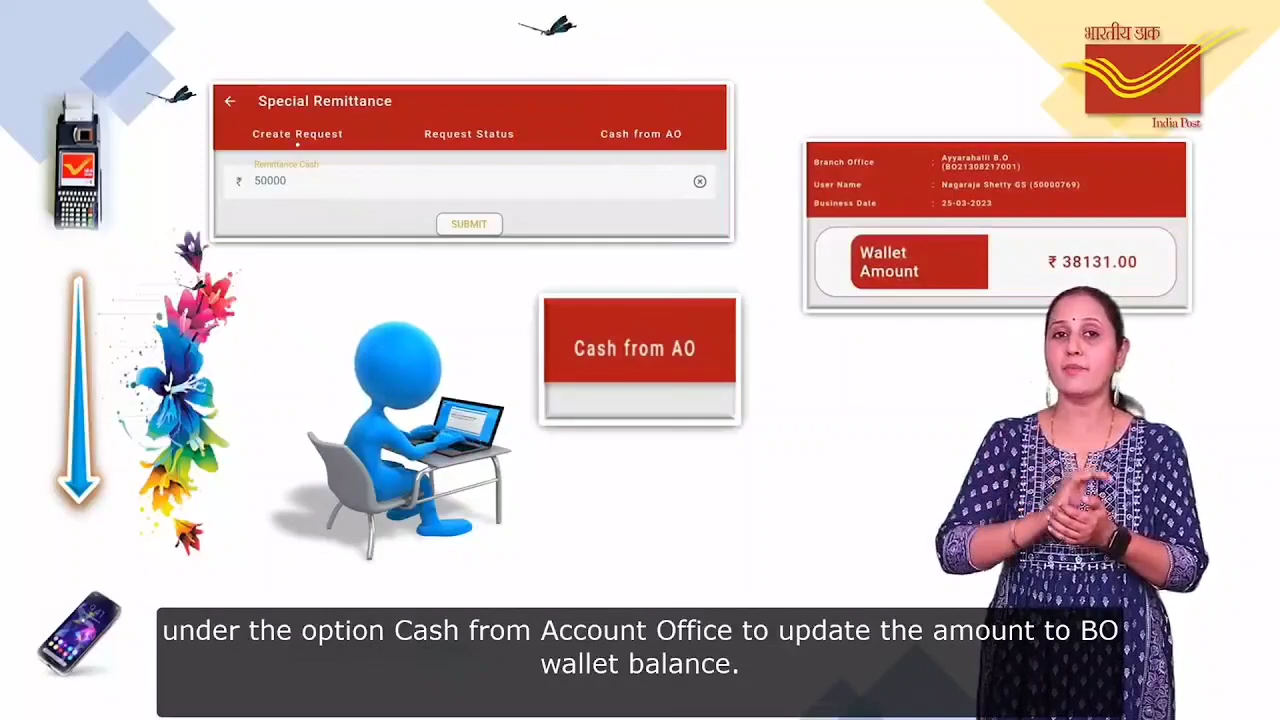 भारतीय डाक
India Post
Special Remittance
Create Request Request Status Cash from AO
Remittance Cash
₹ 50000
SUBMIT
Branch Office : Ayyarahalli B.O
(BO21308217001)
User Name : Nagaraja Shetty GS (50000769)
Business Date : 25-03-2023
Wallet
Amount
₹ 38131.00
Cash from AO
under the option Cash from Account Office to update the amount to BO
wallet balance.